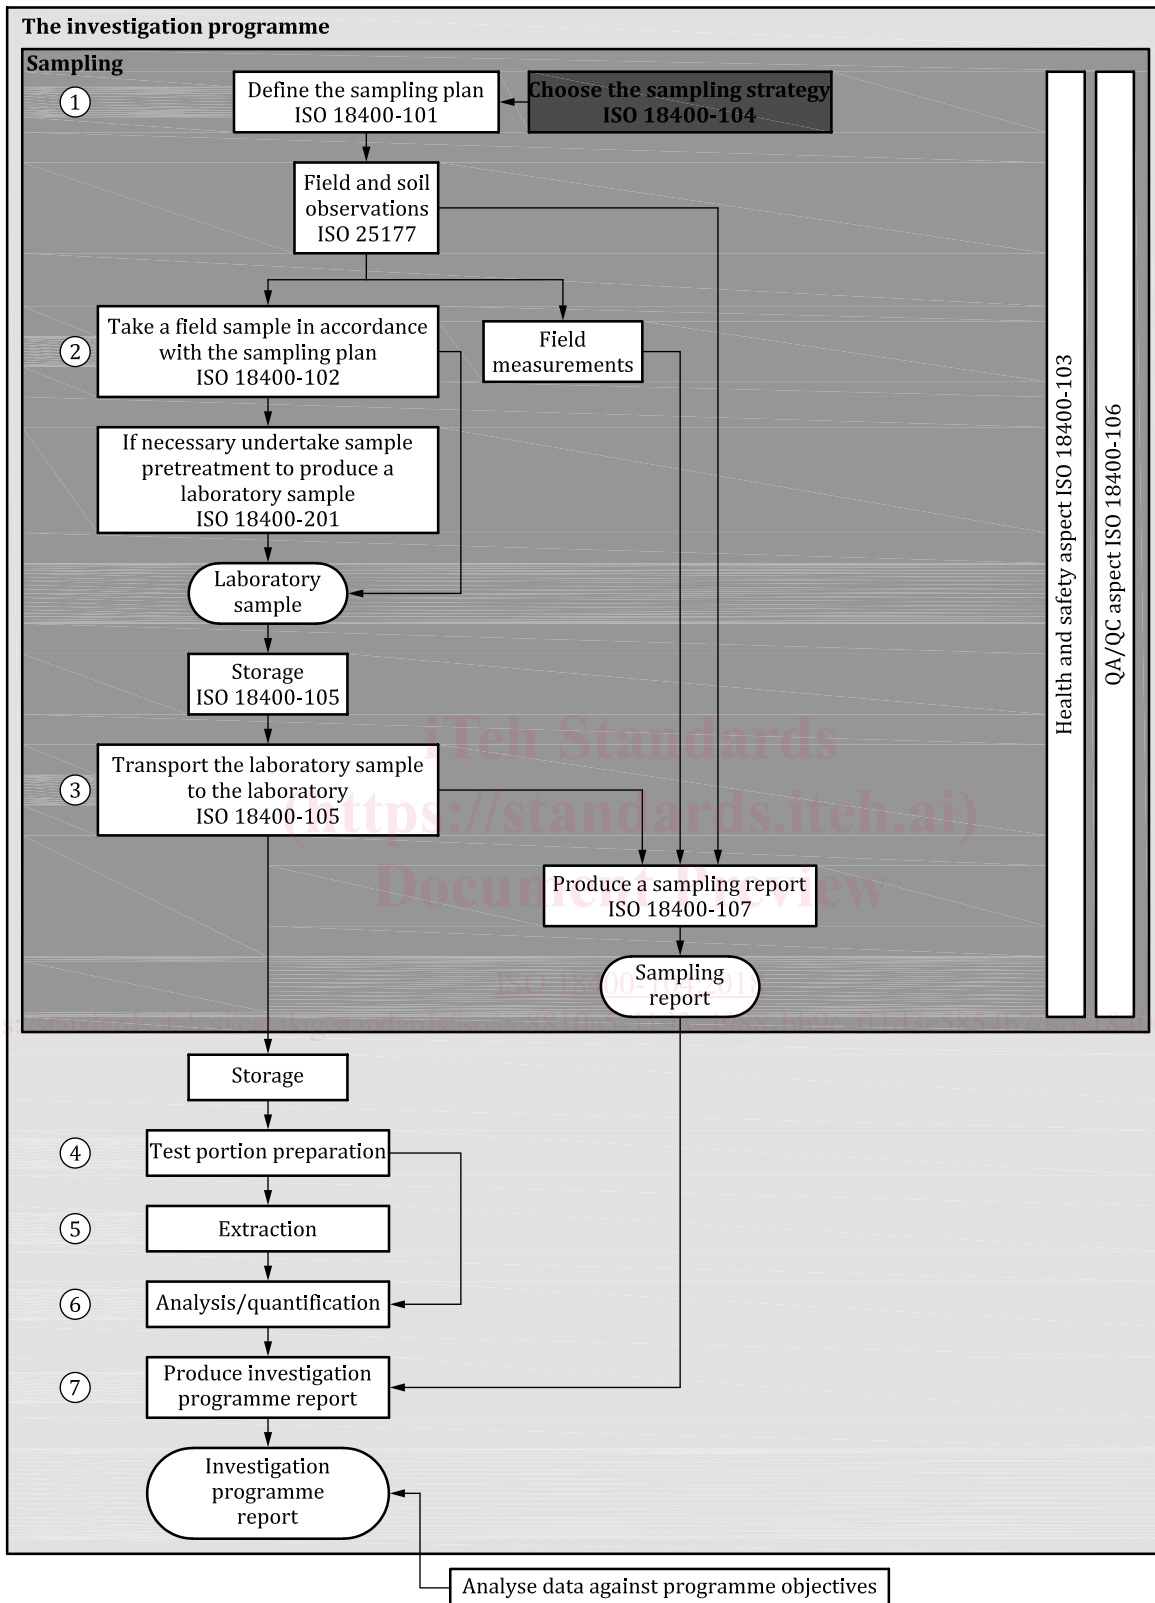 The investigation programme
Sampling
1
Define the sampling plan
ISO 18400-101
Choose the sampling strategy
ISO 18400-104
Field and soil
observations
ISO 25177
2
Take a field sample in accordance
with the sampling plan
ISO 18400-102
Field
measurements
If necessary undertake sample
pretreatment to produce a
laboratory sample
ISO 18400-201
Laboratory
sample
Storage
ISO 18400-105
3
Transport the laboratory sample
to the laboratory
ISO 18400-105
Produce a sampling report
ISO 18400-107
Sampling
report
Health and safety aspect ISO 18400-103
QA/QC aspect ISO 18400-106
iTeh Standards
(https://standards.iteh.ai)
Document Preview
ISO 18400-104:2018
Storage
4
Test portion preparation
5
Extraction
6
Analysis/quantification
7
Produce investigation
programme report
Investigation
programme
report
Analyse data against programme objectives